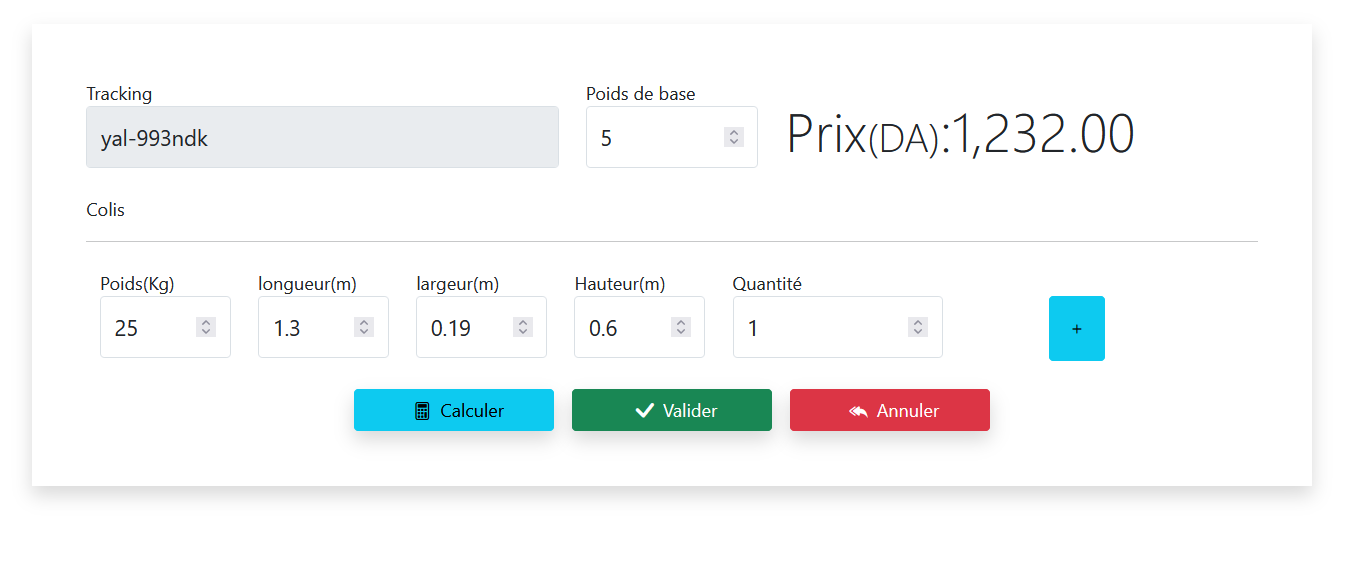 Tracking
Poids de base
yal-993ndk
5
Prix(DA):1,232.00
Colis
Poids(Kg) longueur(m) largeur(m) Hauteur(m) Quantité
25 1.3 0.19 0.6 1 +
Calculer Valider Annuler